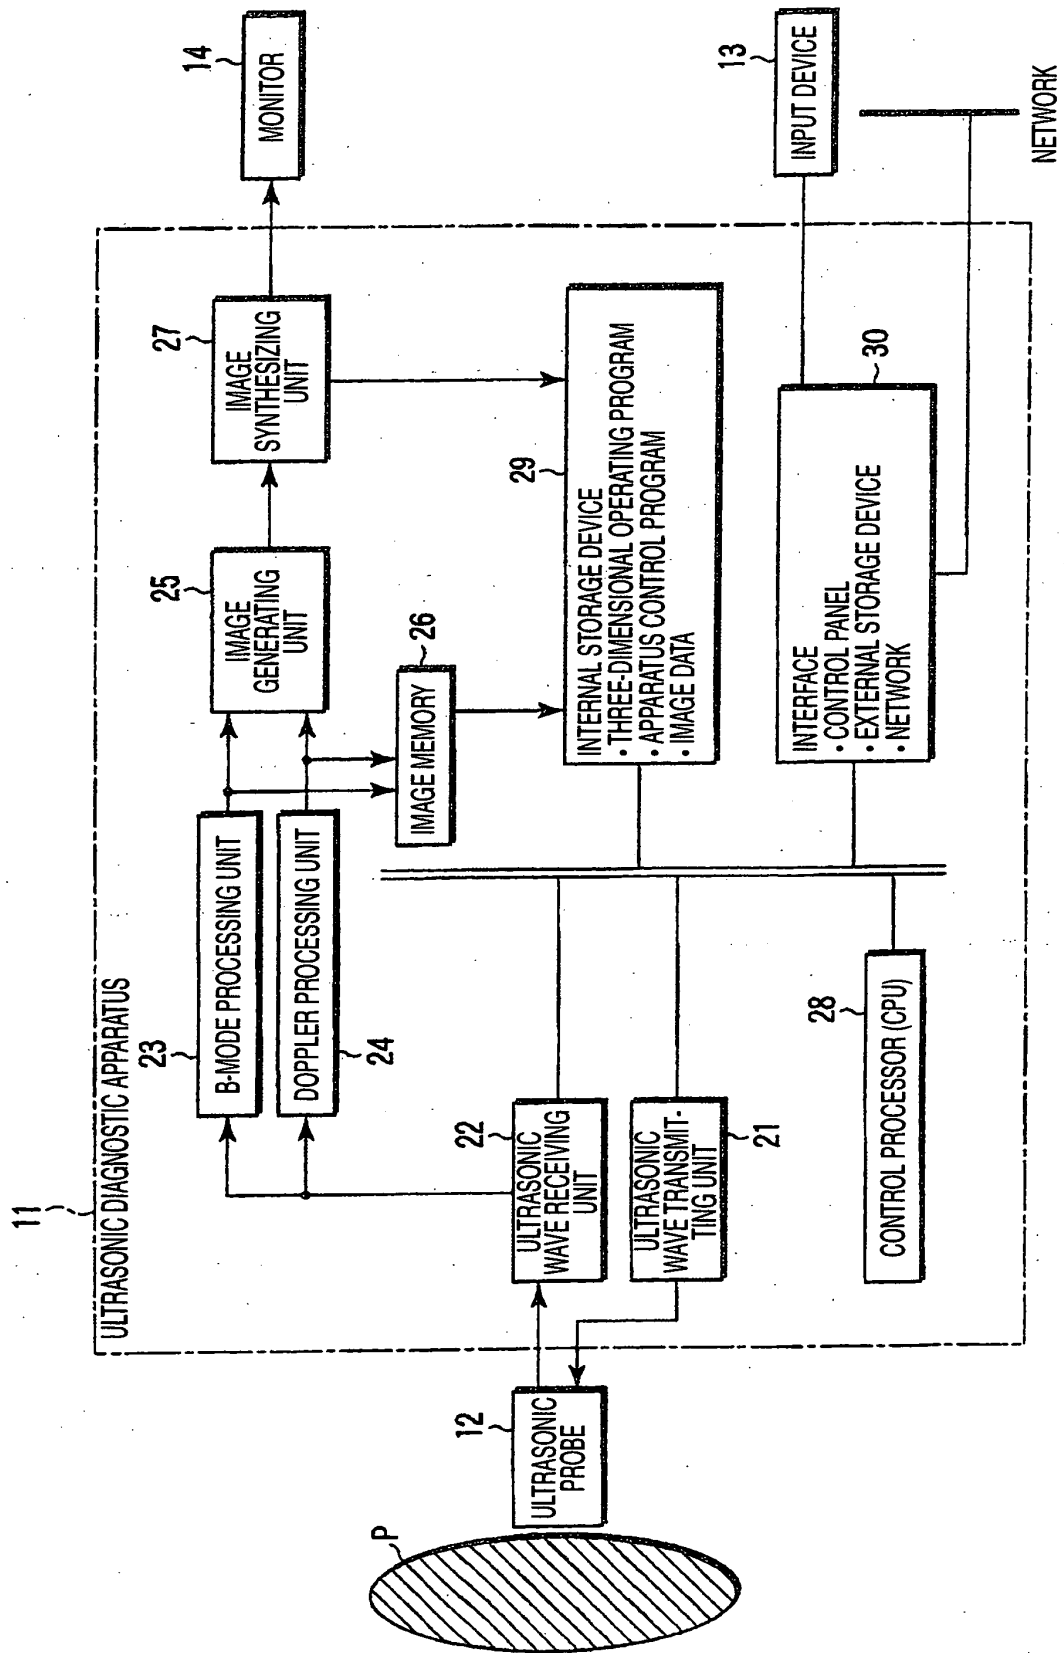 11
ULTRASONIC DIAGNOSTIC APPARATUS
P
12
ULTRASONIC
PROBE
22
ULTRASONIC
WAVE RECEIVING
UNIT
ULTRASONIC
WAVE TRANSMIT-
TING UNIT
21
23
B-MODE PROCESSING UNIT
DOPPLER PROCESSING UNIT
24
25
IMAGE
GENERATING
UNIT
26
IMAGE MEMORY
27
IMAGE
SYNTHESIZING
UNIT
14
MONITOR
28
CONTROL PROCESSOR (CPU)
29
INTERNAL STORAGE DEVICE
• THREE-DIMENSIONAL OPERATING PROGRAM
• APPARATUS CONTROL PROGRAM
• IMAGE DATA
30
INTERFACE
• CONTROL PANEL
• EXTERNAL STORAGE DEVICE
• NETWORK
13
INPUT DEVICE
NETWORK